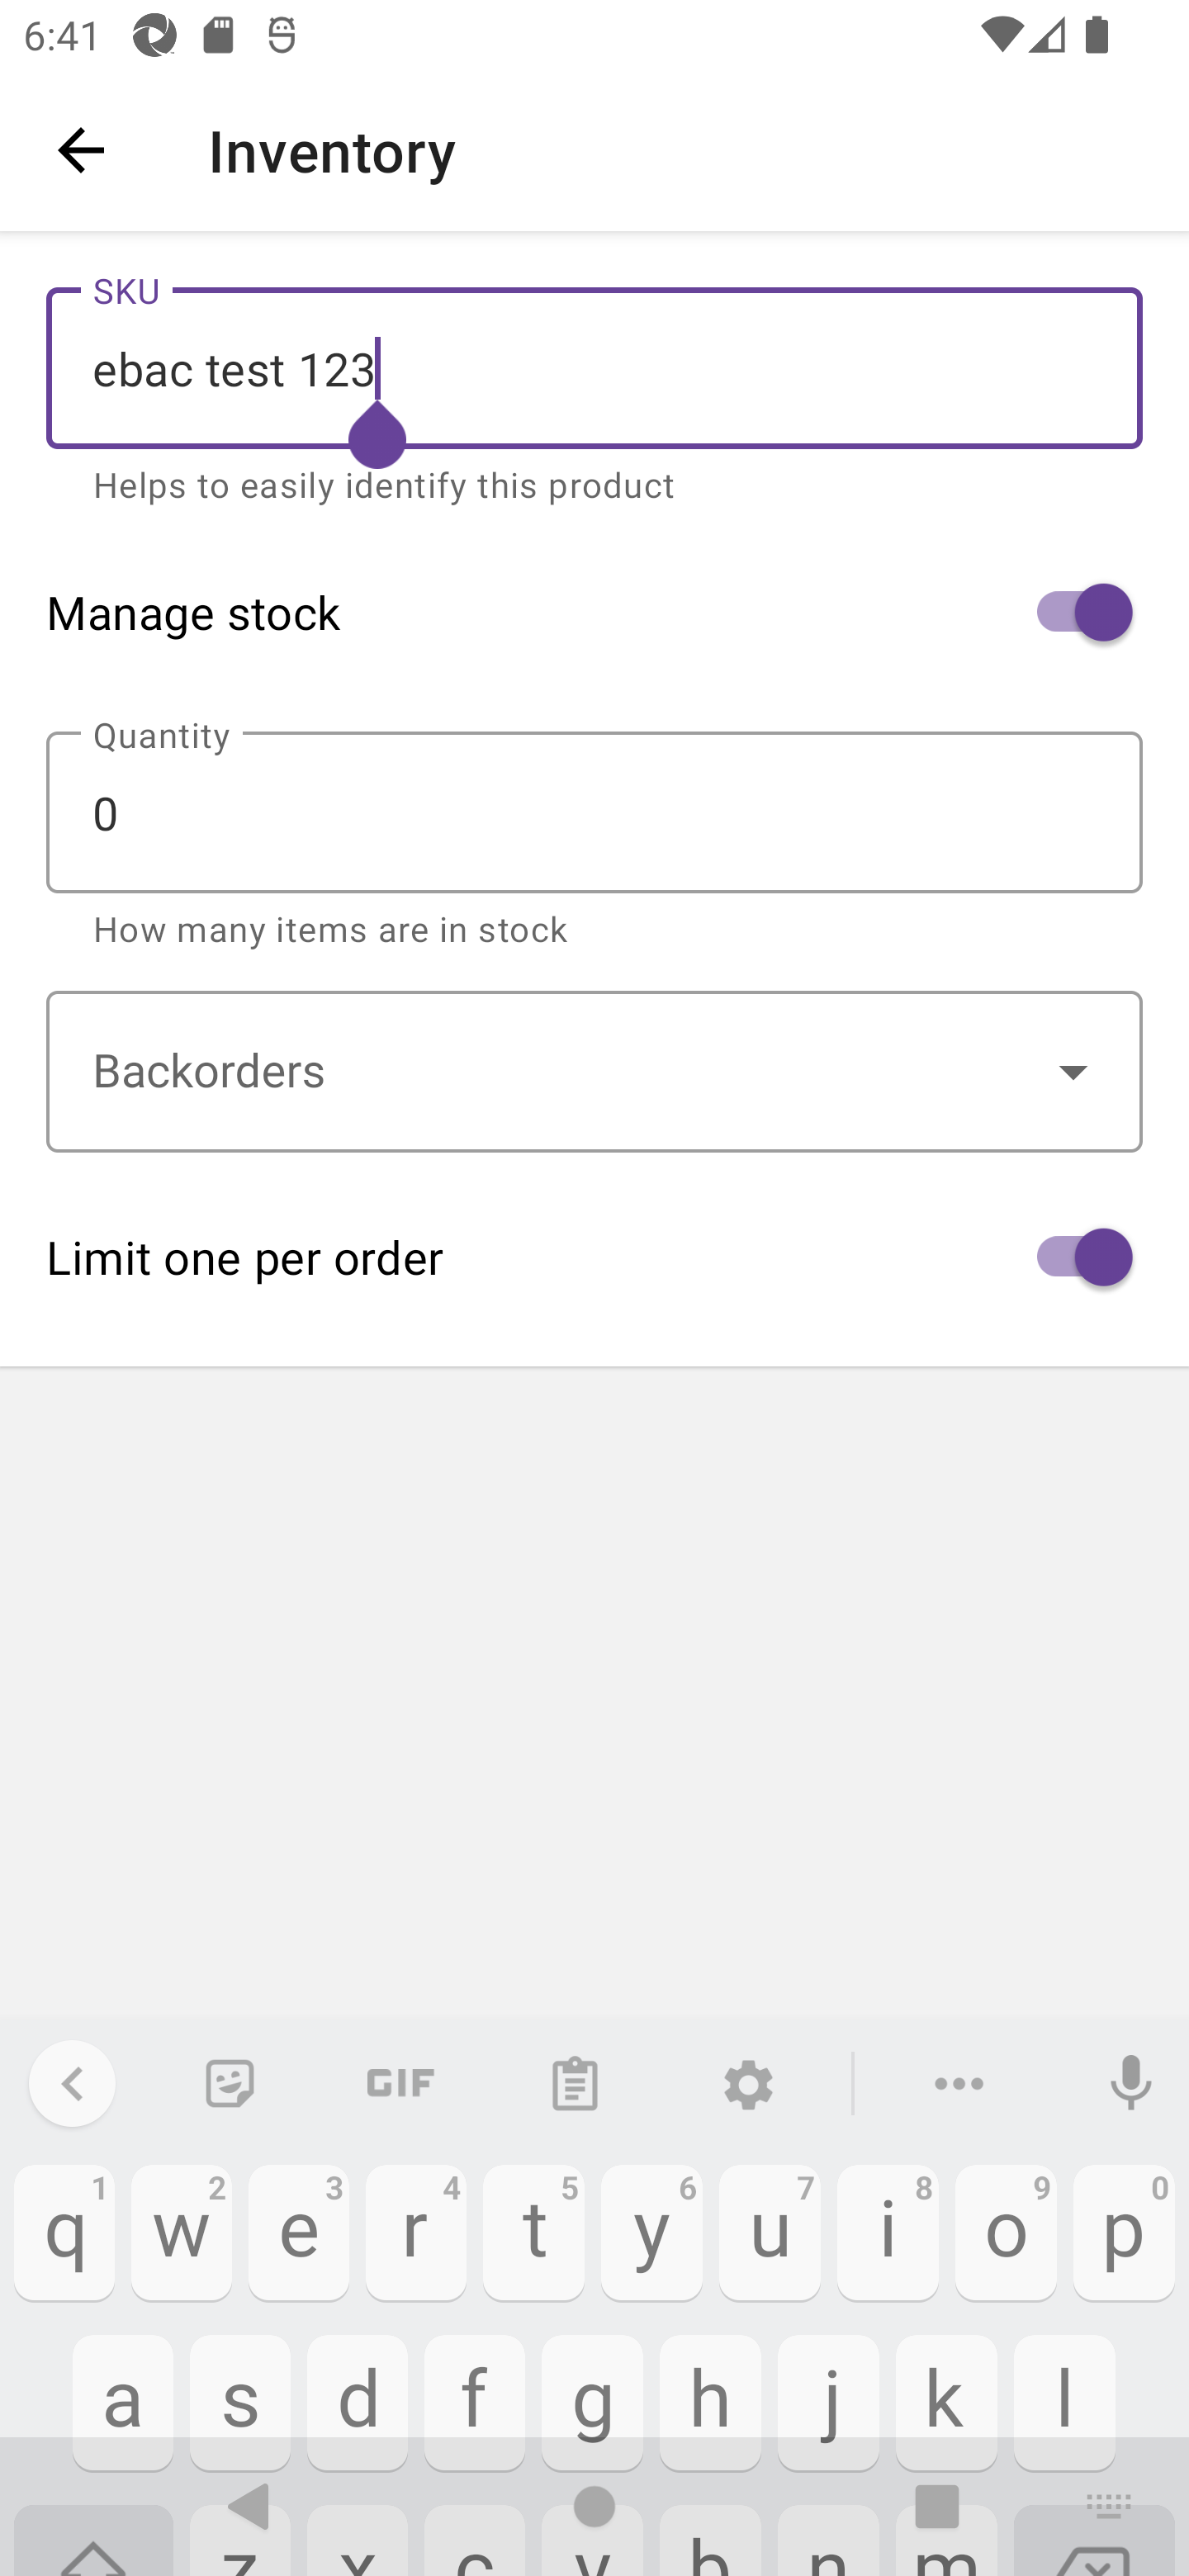 6:41
Inventory
SKU
ebac test 123
Helps to easily identify this product
Manage stock
Quantity
0
How many items are in stock
Backorders
Limit one per order
GIF
1 2 3 4 5 6 7 8 9 0
q w e r t y u i o p
a s d f g h j k l
z x c v b n m